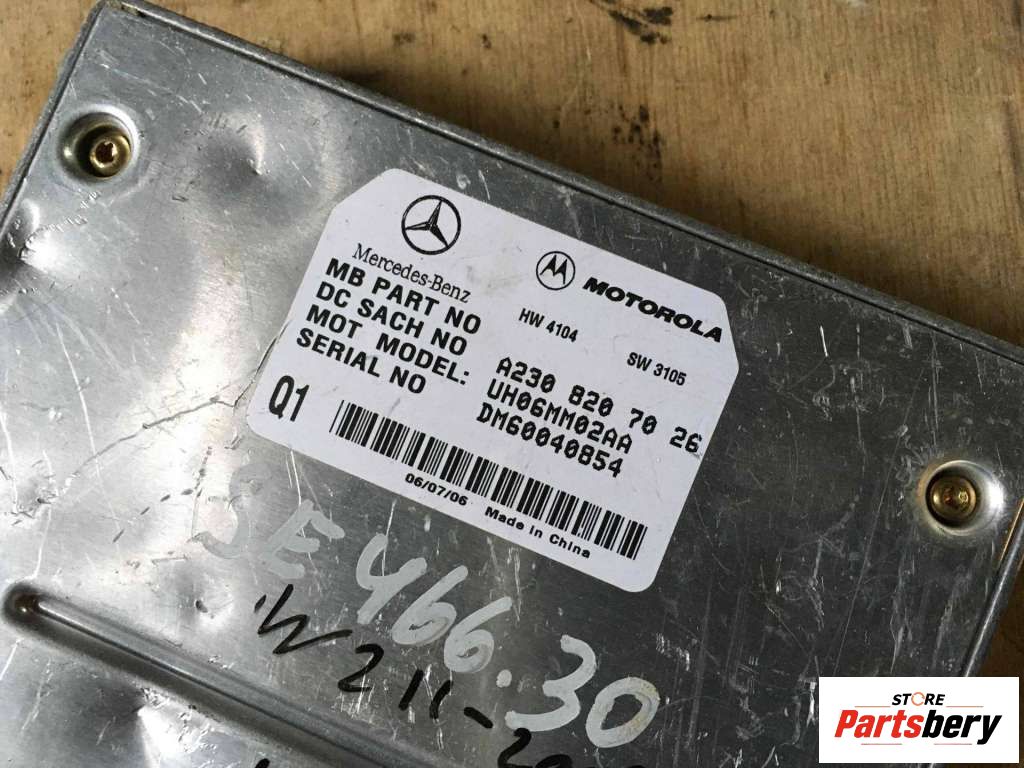 Mercedes-Benz
MOTOROLA
HW 4104 SW 3105
MB PART NO
DC SACH NO A230 820 70 26
MOT MODEL: UH06MM02AA
SERIAL NO DM60040854
Q1
06/07/06 Made in China
SE 466.30
W211-
STORE
Partsbery